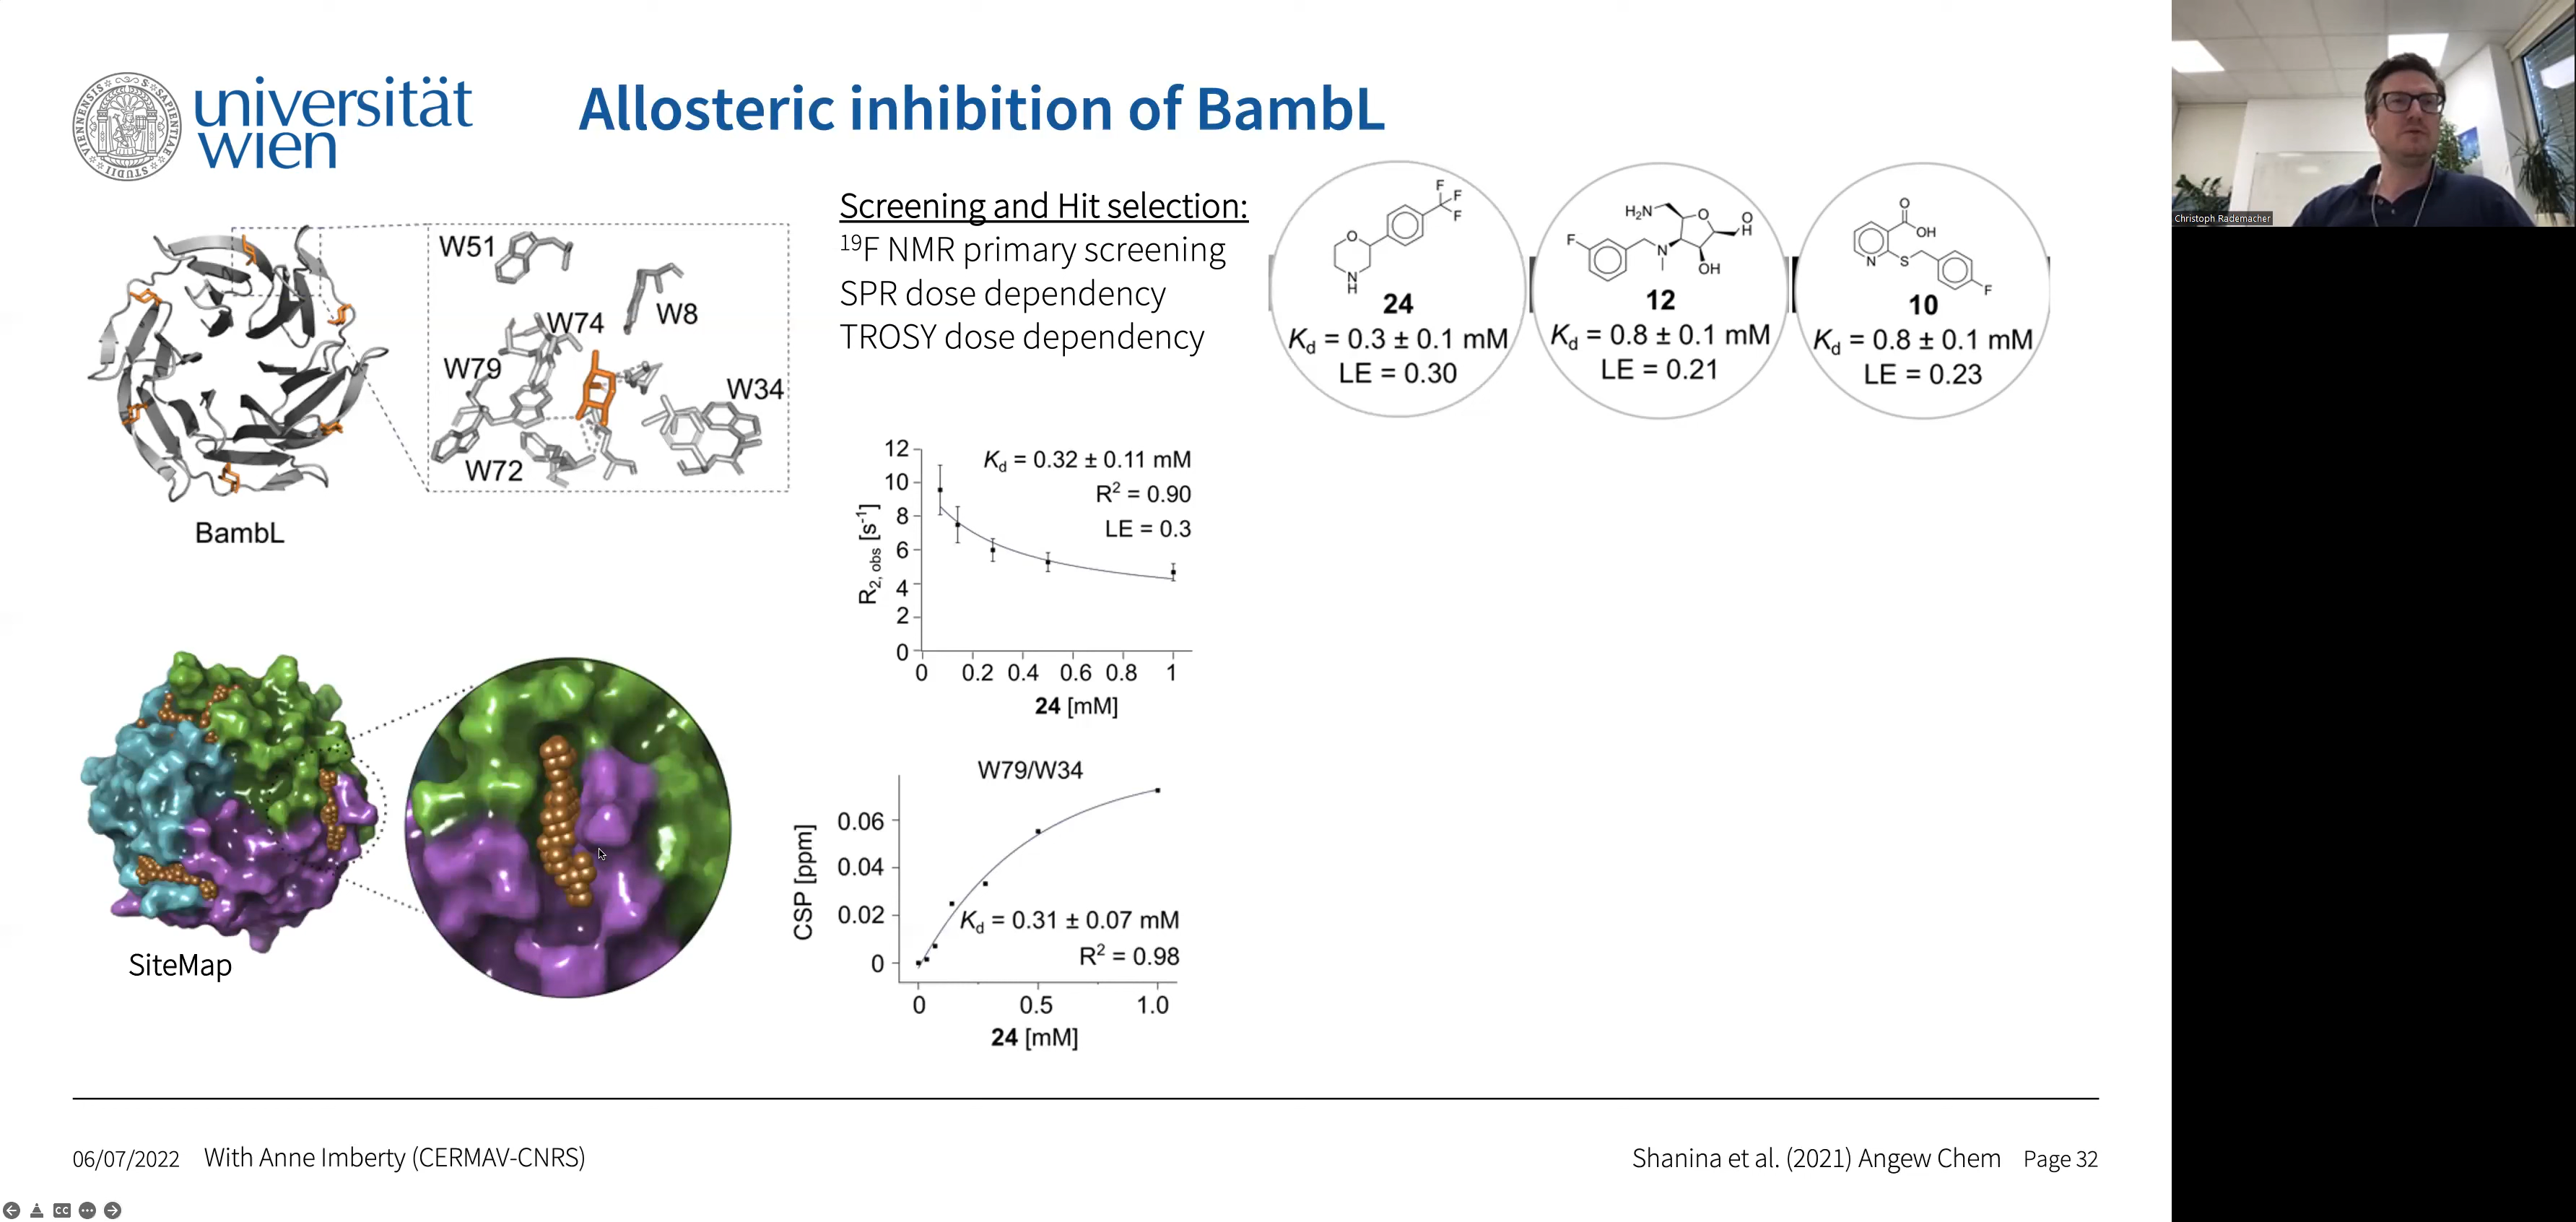 universität
wien
Allosteric inhibition of BambL
W51
W8
W74
W79
W34
W72
BambL
SiteMap
Screening and Hit selection:
¹⁹F NMR primary screening
SPR dose dependency
TROSY dose dependency
F
F
F
O
N
H
24
Kd = 0.3 ± 0.1 mM
LE = 0.30
H₂N
O
O
H
F
N
OH
12
Kd = 0.8 ± 0.1 mM
LE = 0.21
O
OH
N
S
F
10
Kd = 0.8 ± 0.1 mM
LE = 0.23
12
10
8
6
4
2
0
R2, obs [s⁻¹]
Kd = 0.32 ± 0.11 mM
R² = 0.90
LE = 0.3
0 0.2 0.4 0.6 0.8 1
24 [mM]
W79/W34
0.06
0.04
0.02
0
CSP [ppm]
Kd = 0.31 ± 0.07 mM
R² = 0.98
0 0.5 1.0
24 [mM]
06/07/2022 With Anne Imberty (CERMAV-CNRS)
Shanina et al. (2021) Angew Chem Page 32
CC
Christoph Rademacher